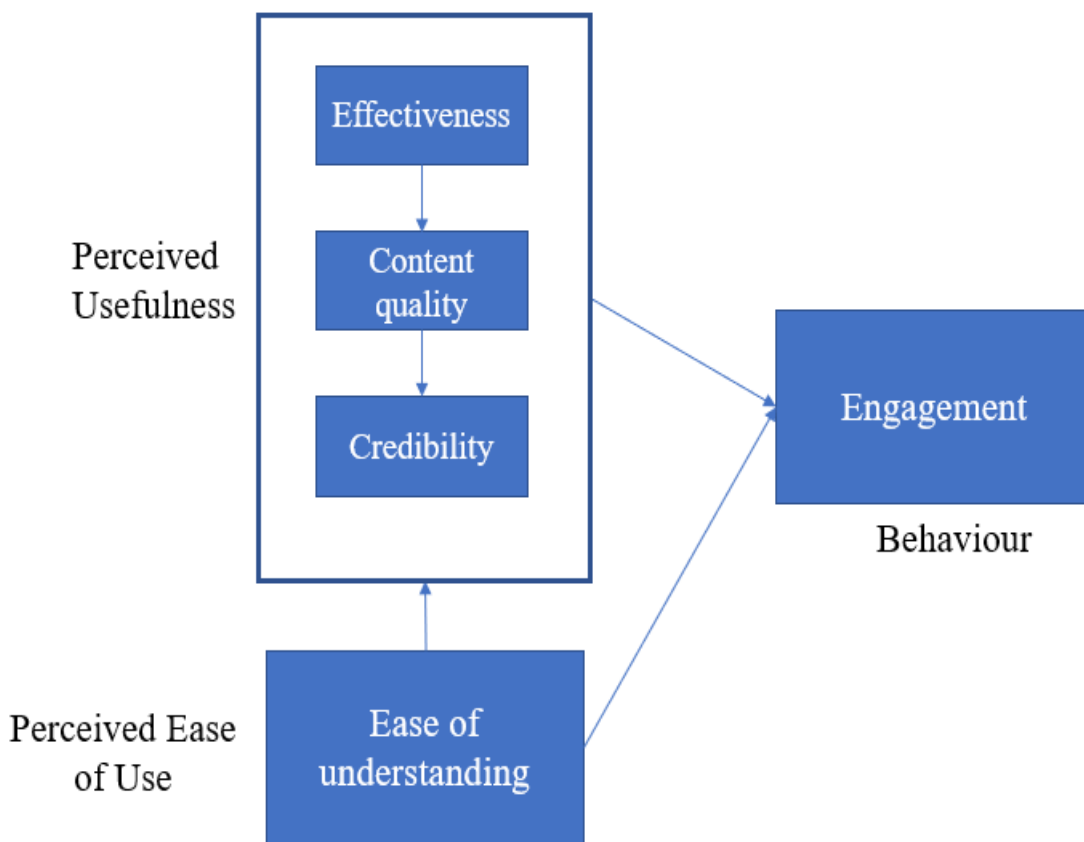 Effectiveness
Perceived
Usefulness
Content
quality
Credibility
Engagement
Behaviour
Perceived Ease
of Use
Ease of
understanding